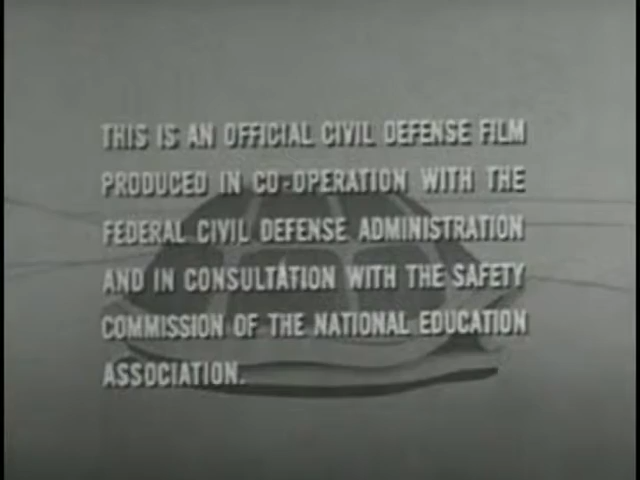 THIS IS AN OFFICIAL CIVIL DEFENSE FILM
PRODUCED IN CO-OPERATION WITH THE
FEDERAL CIVIL DEFENSE ADMINISTRATION
AND IN CONSULTATION WITH THE SAFETY
COMMISSION OF THE NATIONAL EDUCATION
ASSOCIATION.